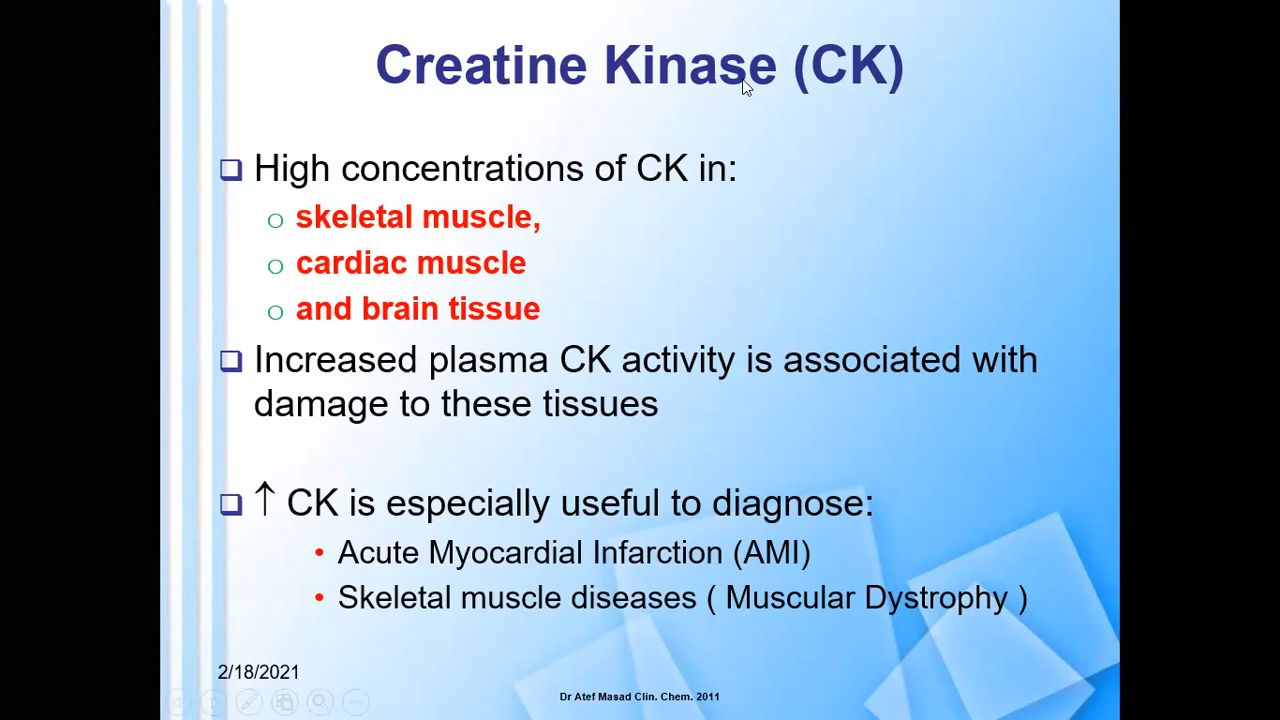 Creatine Kinase (CK)
High concentrations of CK in:
skeletal muscle,
cardiac muscle
and brain tissue
Increased plasma CK activity is associated with
damage to these tissues
↑ CK is especially useful to diagnose:
• Acute Myocardial Infarction (AMI)
• Skeletal muscle diseases ( Muscular Dystrophy )
2/18/2021
Dr Atef Masad Clin. Chem. 2011